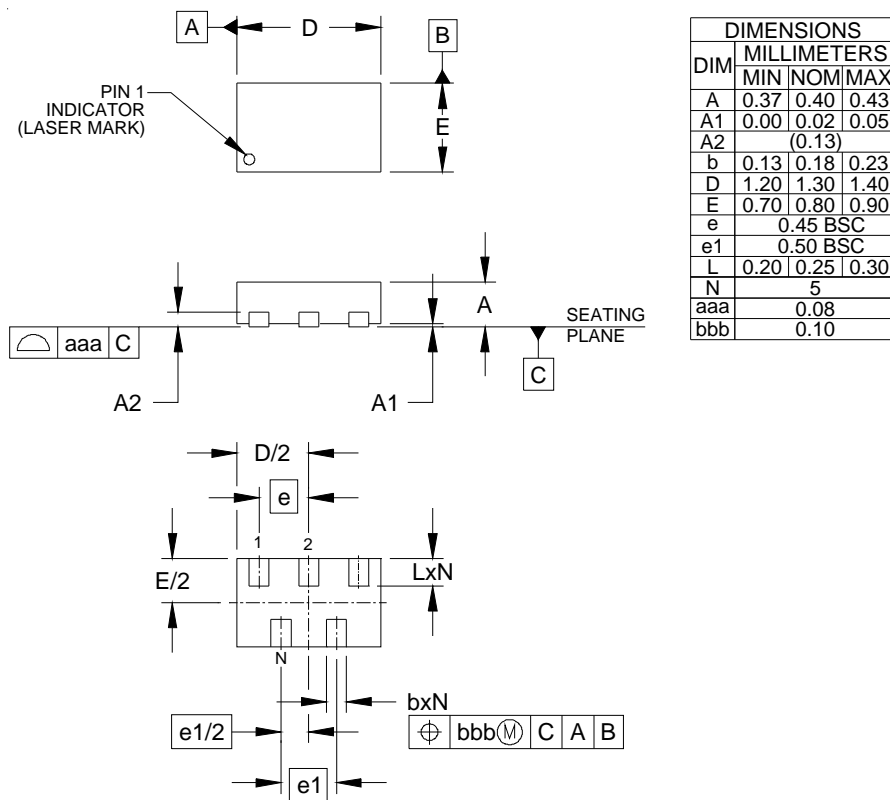 A
D
B
PIN 1
INDICATOR
(LASER MARK)
E
DIMENSIONS
DIM MILLIMETERS
MIN NOM MAX
A 0.37 0.40 0.43
A1 0.00 0.02 0.05
A2 (0.13)
b 0.13 0.18 0.23
D 1.20 1.30 1.40
E 0.70 0.80 0.90
e 0.45 BSC
e1 0.50 BSC
L 0.20 0.25 0.30
N 5
aaa 0.08
bbb 0.10
A
SEATING
PLANE
aaa C
C
A2
A1
D/2
e
1 2
E/2
LxN
N
bxN
e1/2
bbb Ⓜ C A B
e1